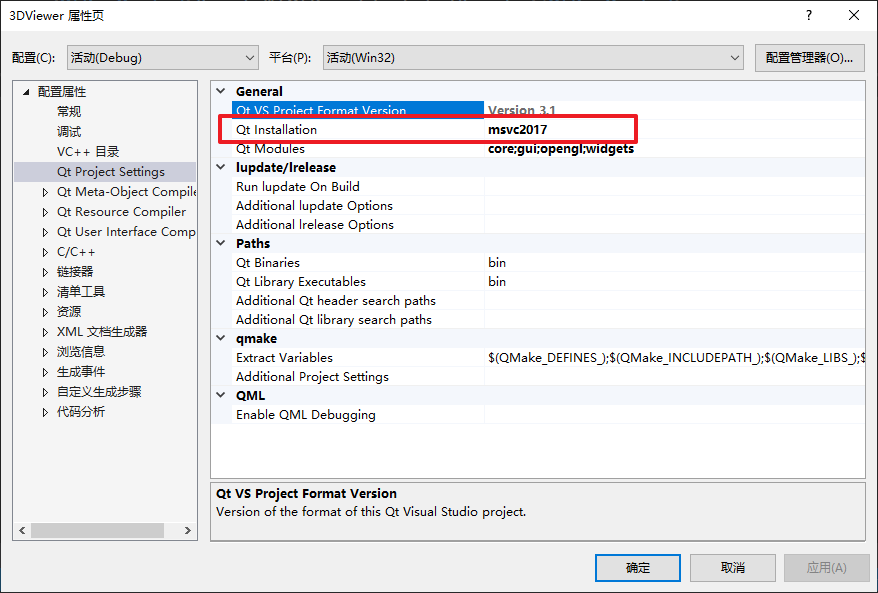 3DViewer 属性页
配置(C): 活动(Debug) 平台(P): 活动(Win32) 配置管理器(O)...
配置属性
常规
调试
VC++ 目录
Qt Project Settings
Qt Meta-Object Compile
Qt Resource Compiler
Qt User Interface Comp
C/C++
链接器
清单工具
资源
XML 文档生成器
浏览信息
生成事件
自定义生成步骤
代码分析
General
Qt VS Project Format Version Version 3.1
Qt Installation msvc2017
Qt Modules core;gui;opengl;widgets
lupdate/lrelease
Run lupdate On Build
Additional lupdate Options
Additional lrelease Options
Paths
Qt Binaries bin
Qt Library Executables bin
Additional Qt header search paths
Additional Qt library search paths
qmake
Extract Variables $(QMake_DEFINES_);$(QMake_INCLUDEPATH_);$(QMake_LIBS_);$
Additional Project Settings
QML
Enable QML Debugging
Qt VS Project Format Version
Version of the format of this Qt Visual Studio project.
确定 取消 应用(A)